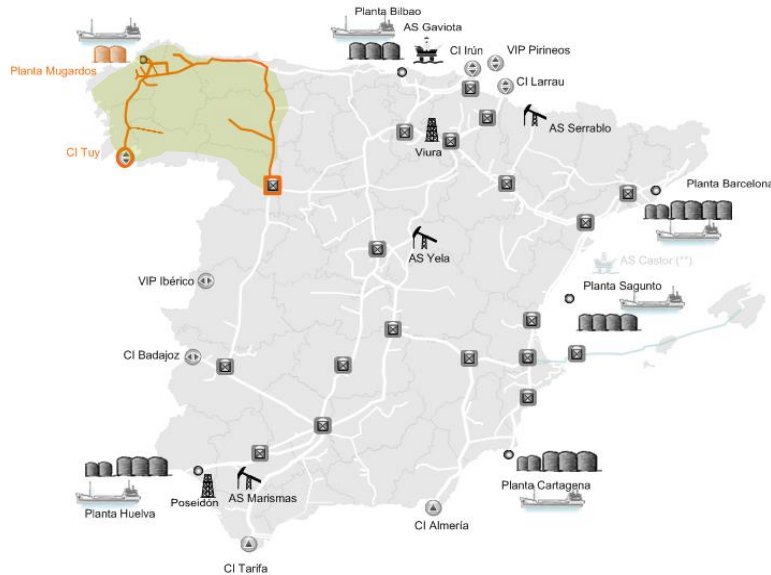 Planta Bilbao
AS Gaviota
CI Irún
VIP Pirineos
Planta Mugardos
CI Larrau
AS Serrablo
Viura
CI Tuy
Planta Barcelona
AS Yela
AS Castor (**)
VIP Ibérico
Planta Sagunto
CI Badajoz
Poseidón
AS Marismas
Planta Cartagena
Planta Huelva
CI Almería
CI Tarifa